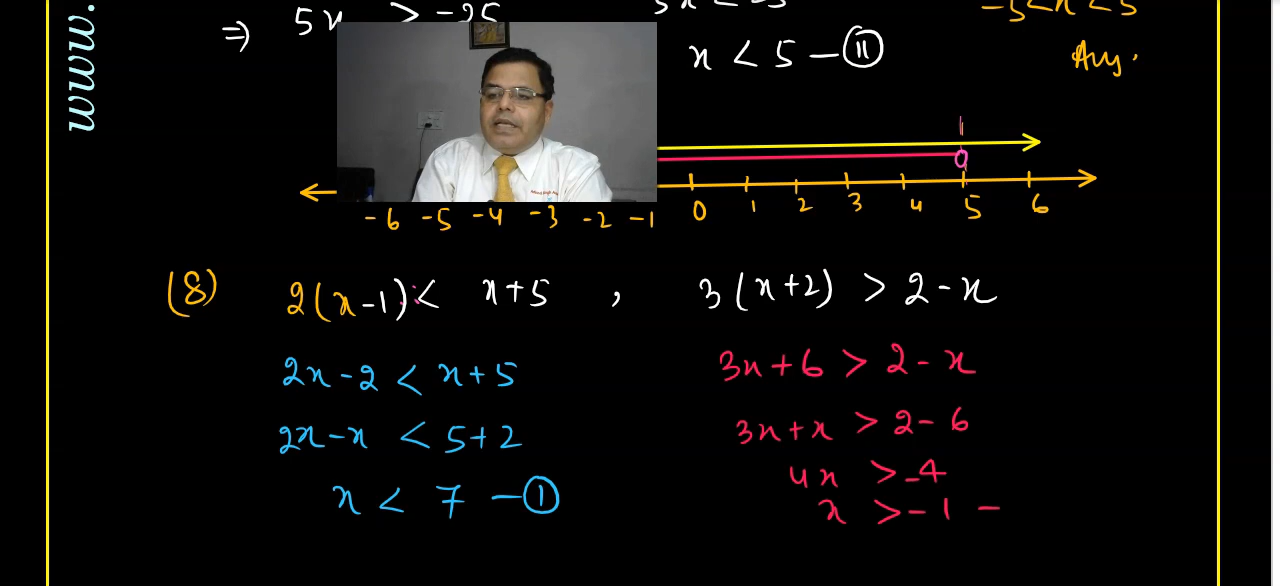 www.
⇒ 5x > -25
x < 5 — (II)
-5 < x < 5
Ans.
-6 -5 -4 -3 -2 -1 0 1 2 3 4 5 6
(8) 2(x-1) < x+5 , 3(x+2) > 2-x
2x-2 < x+5
2x-x < 5+2
x < 7 — (1)
3x+6 > 2-x
3x+x > 2-6
4x > -4
x > -1 -